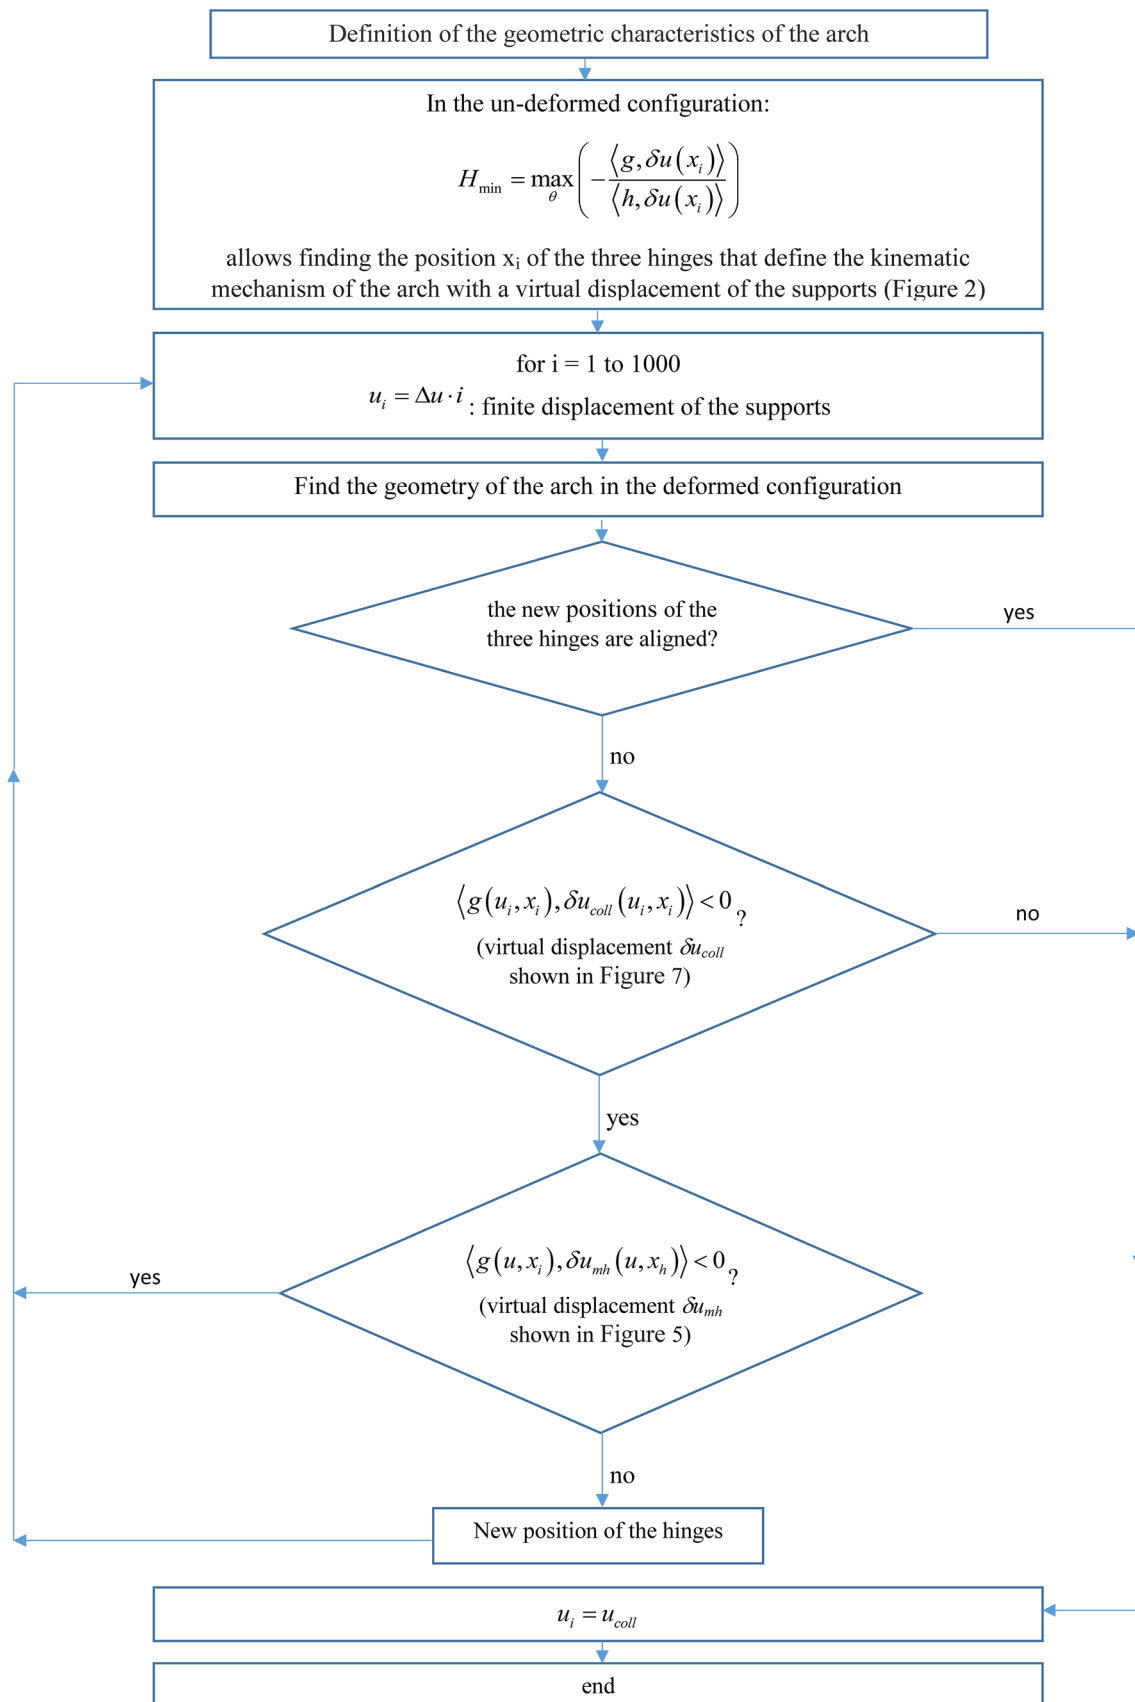 Definition of the geometric characteristics of the arch
In the un-deformed configuration:
H_min = max_θ ( − ⟨g, δu(x_i)⟩ / ⟨h, δu(x_i)⟩ )
allows finding the position x_i of the three hinges that define the kinematic
mechanism of the arch with a virtual displacement of the supports (Figure 2)
for i = 1 to 1000
u_i = Δu · i : finite displacement of the supports
Find the geometry of the arch in the deformed configuration
the new positions of the
three hinges are aligned?
yes
no
⟨g(u_i, x_i), δu_coll(u_i, x_i)⟩ < 0 ?
(virtual displacement δu_coll
shown in Figure 7)
no
yes
⟨g(u, x_i), δu_mh(u, x_h)⟩ < 0 ?
(virtual displacement δu_mh
shown in Figure 5)
yes
no
New position of the hinges
u_i = u_coll
end